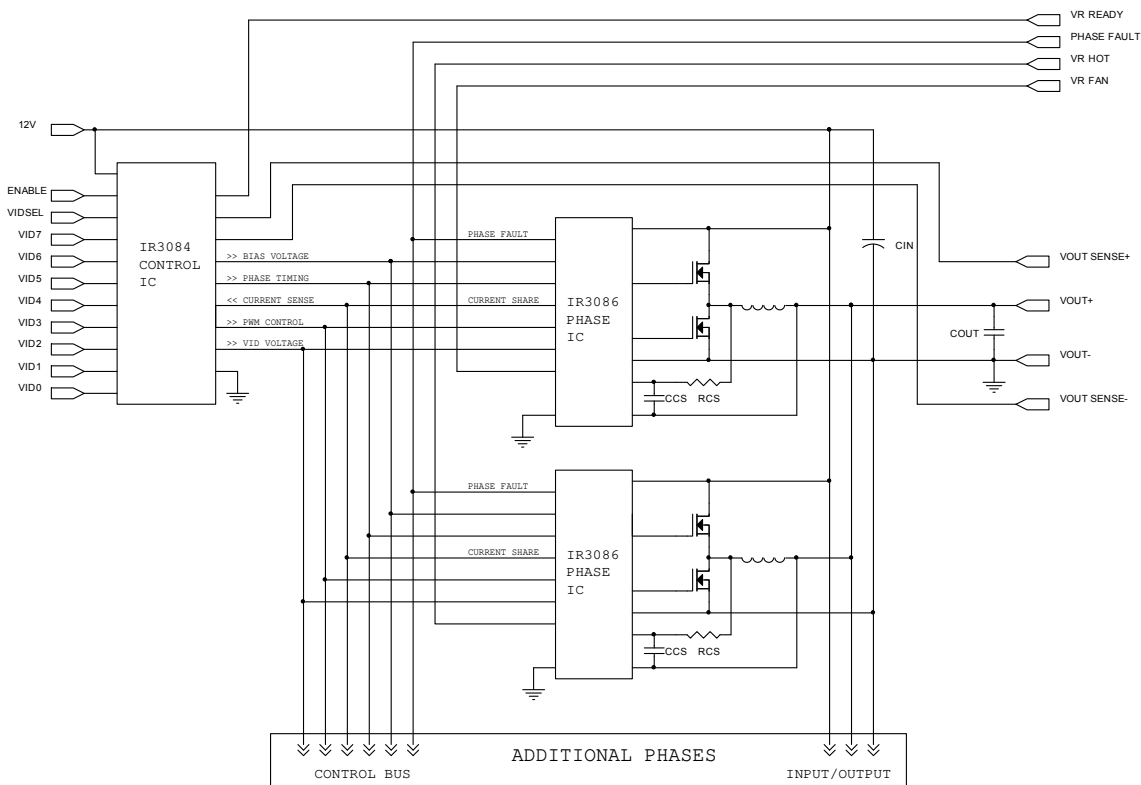 VR READY
PHASE FAULT
VR HOT
VR FAN
12V
ENABLE
VIDSEL
VID7
VID6
VID5
VID4
VID3
VID2
VID1
VID0
IR3084
CONTROL
IC
>> BIAS VOLTAGE
>> PHASE TIMING
<< CURRENT SENSE
>> PWM CONTROL
>> VID VOLTAGE
PHASE FAULT
CURRENT SHARE
IR3086
PHASE
IC
CCS
RCS
CIN
COUT
VOUT SENSE+
VOUT+
VOUT-
VOUT SENSE-
PHASE FAULT
CURRENT SHARE
IR3086
PHASE
IC
CCS
RCS
ADDITIONAL PHASES
CONTROL BUS
INPUT/OUTPUT